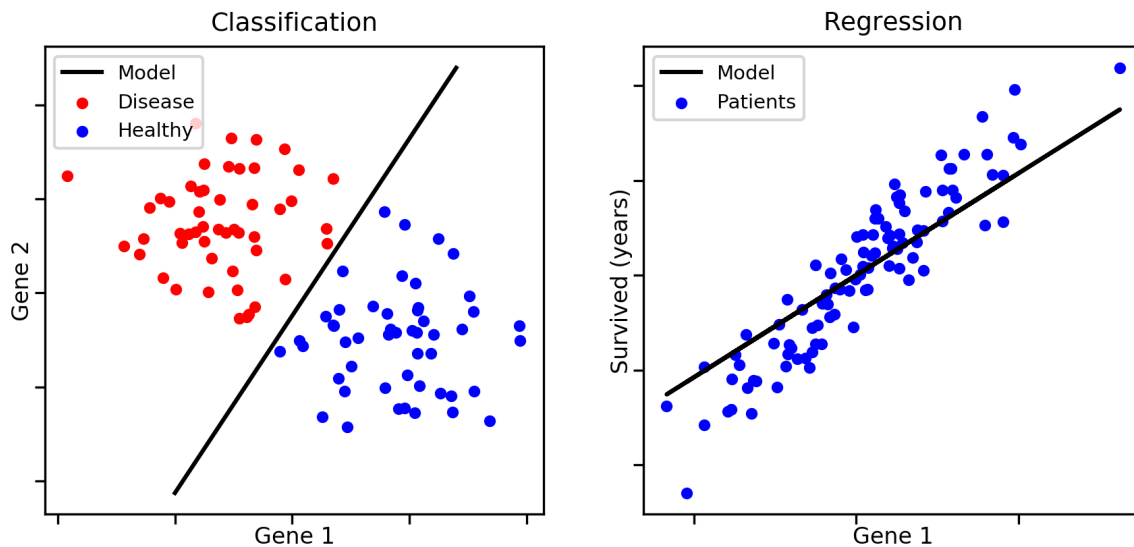 Classification
Model
Disease
Healthy
Gene 2
Gene 1
Regression
Model
Patients
Survived (years)
Gene 1